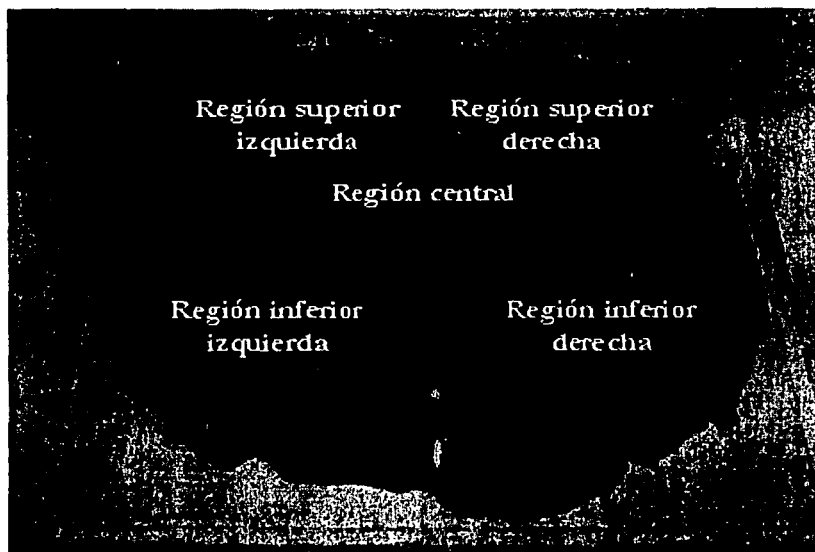 Región superior
izquierda
Región superior
derecha
Región central
Región inferior
izquierda
Región inferior
derecha